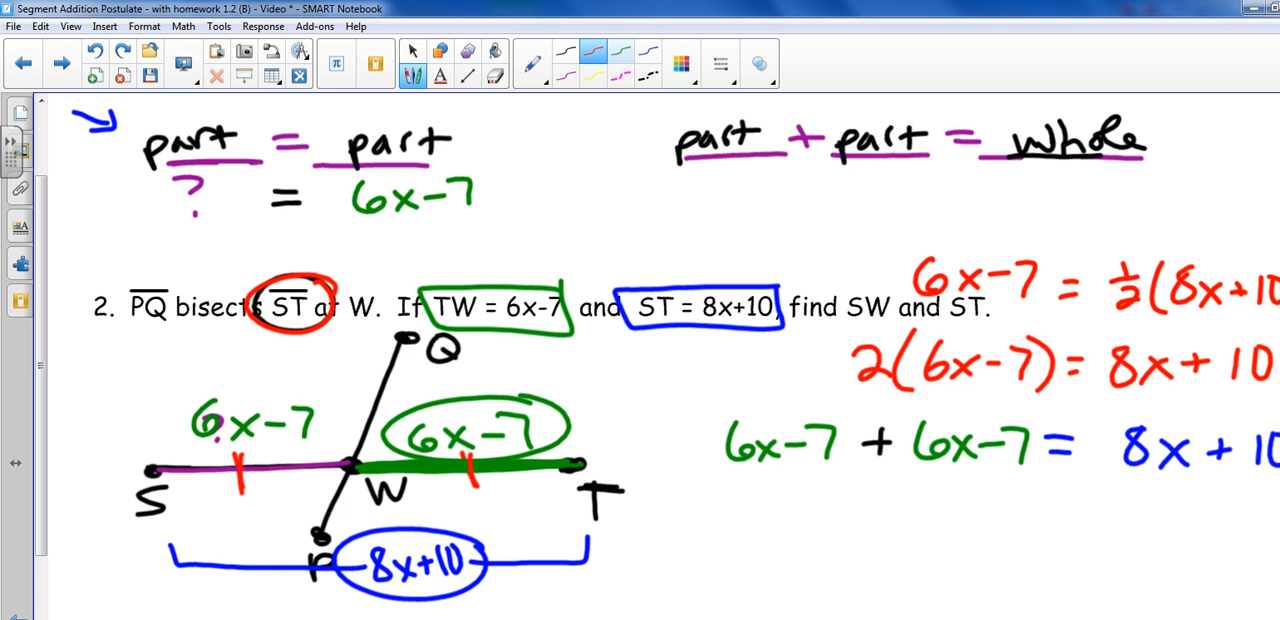 Segment Addition Postulate - with homework 1.2 (B) - Video * - SMART Notebook
File Edit View Insert Format Math Tools Response Add-ons Help
part = part
part + part = whole
? = 6x-7
6x-7 = ½(8x+10
2. PQ bisects ST at W. If TW = 6x-7 and ST = 8x+10, find SW and ST.
Q
2(6x-7) = 8x + 10
6x-7
6x-7
6x-7 + 6x-7 = 8x + 10
S
W
T
P
8x+10